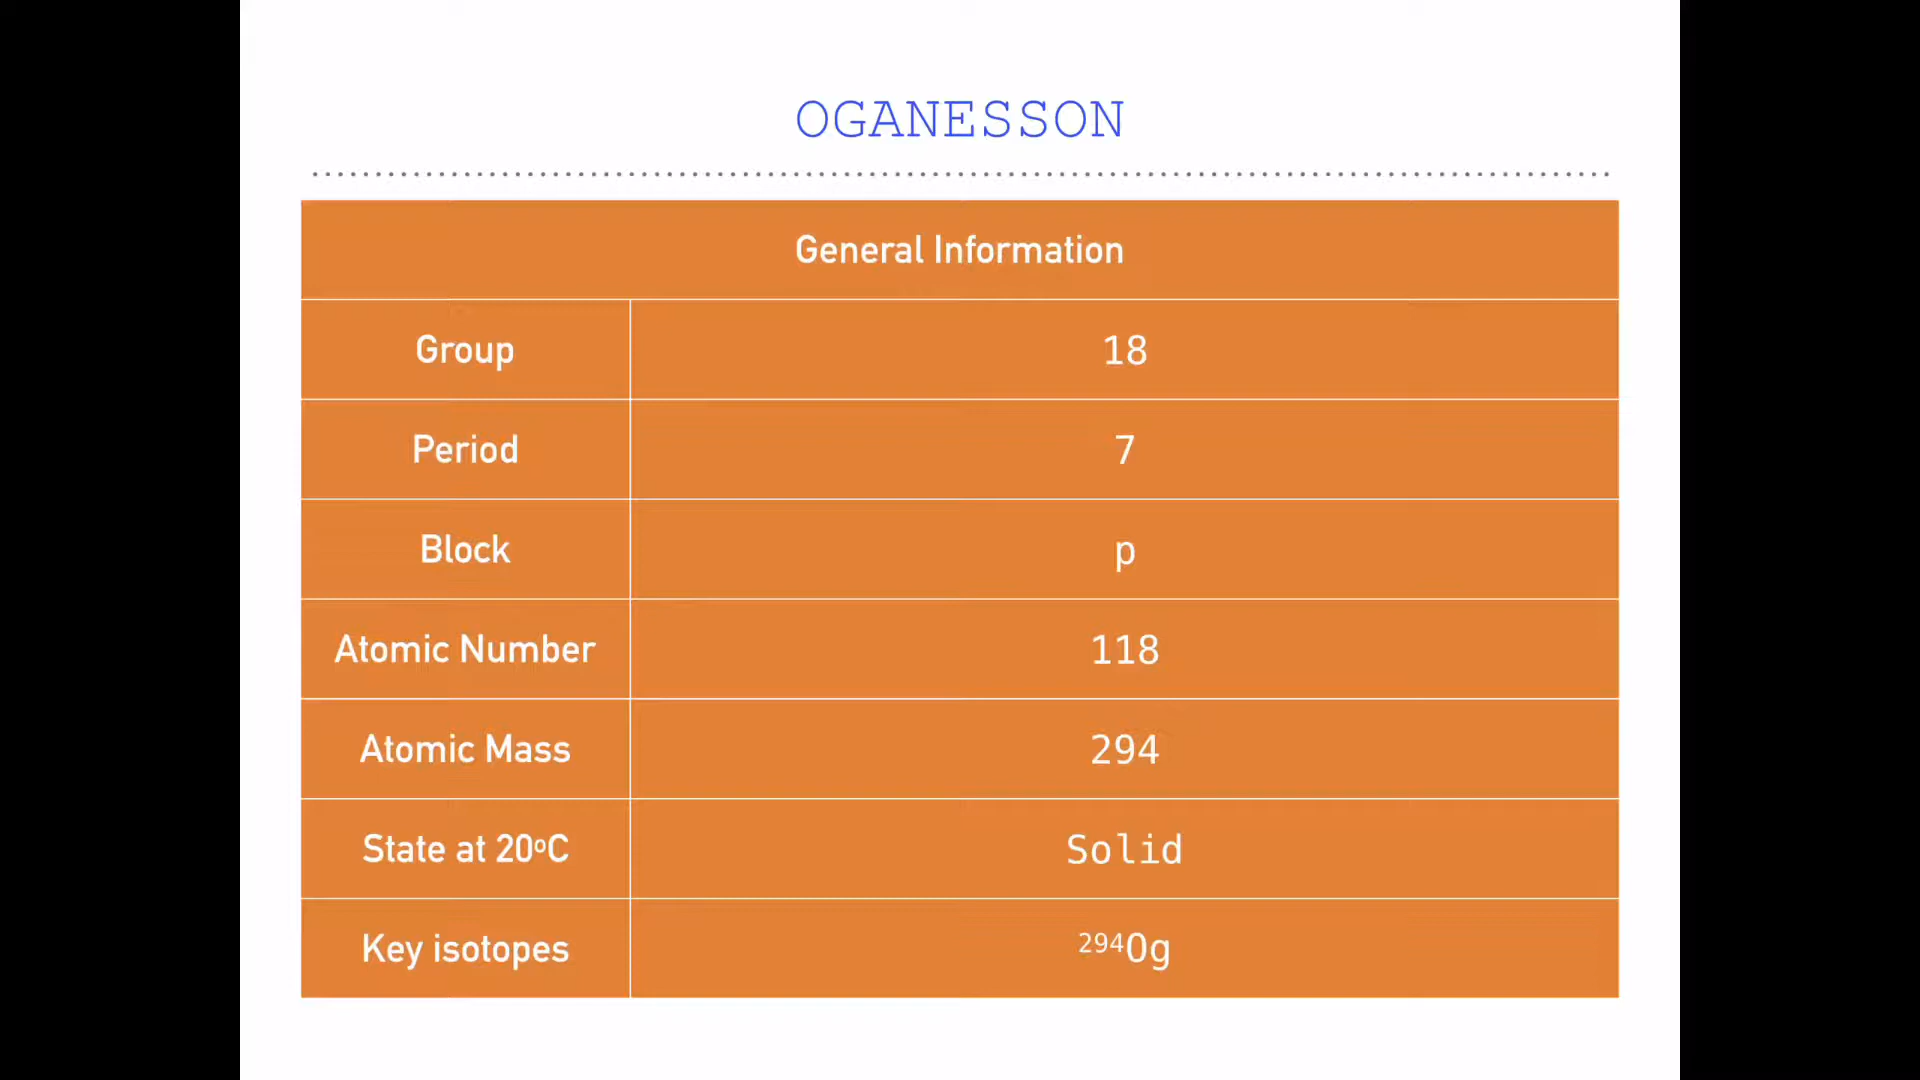 OGANESSON
General Information
Group 18
Period 7
Block p
Atomic Number 118
Atomic Mass 294
State at 20ºC Solid
Key isotopes ²⁹⁴Og